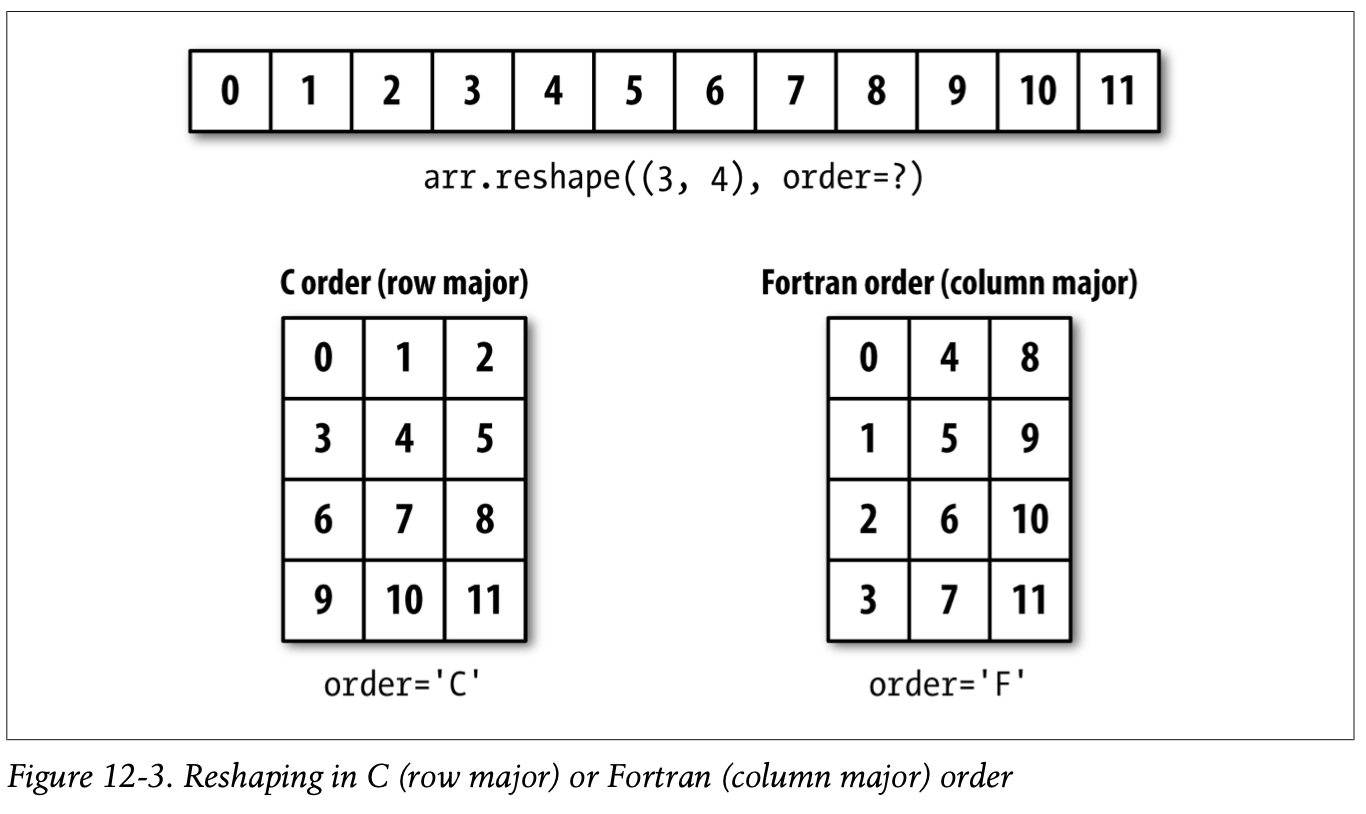 0 1 2 3 4 5 6 7 8 9 10 11
arr.reshape((3, 4), order=?)
C order (row major)
0 1 2
3 4 5
6 7 8
9 10 11
order='C'
Fortran order (column major)
0 4 8
1 5 9
2 6 10
3 7 11
order='F'
Figure 12-3. Reshaping in C (row major) or Fortran (column major) order